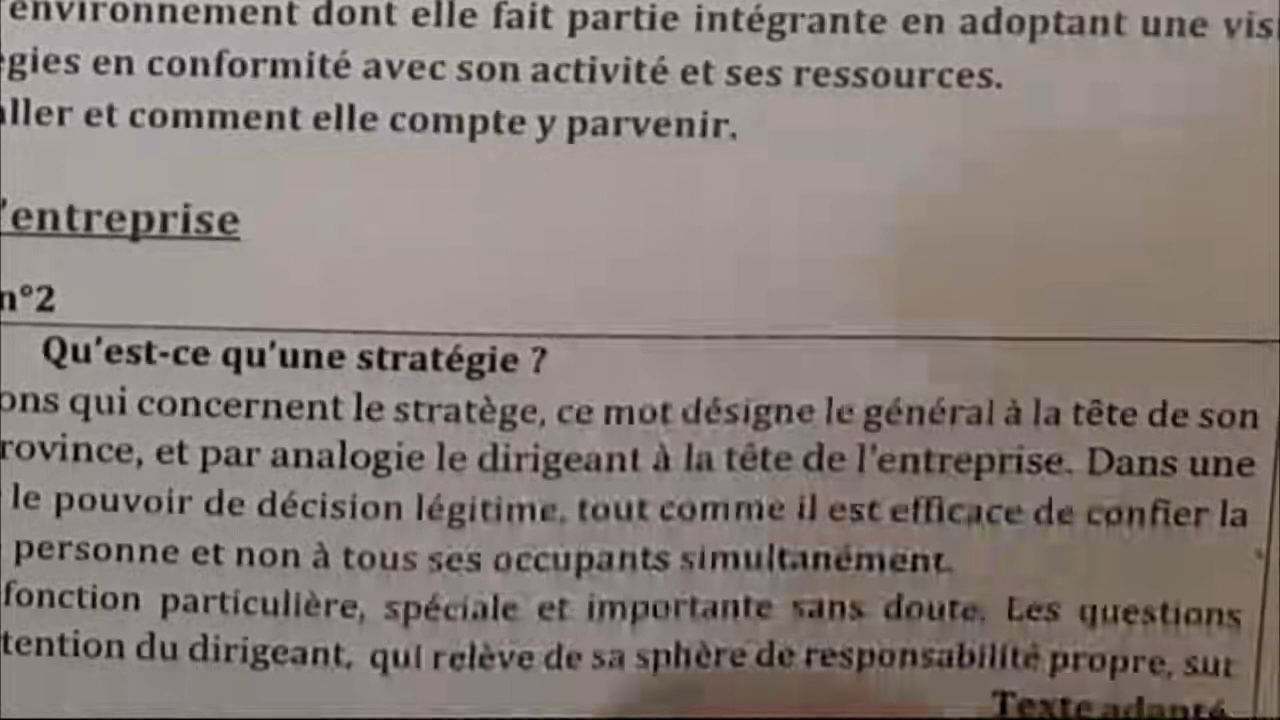 environnement dont elle fait partie intégrante en adoptant une vis
gies en conformité avec son activité et ses ressources.
aller et comment elle compte y parvenir.
'entreprise
n°2
Qu'est-ce qu'une stratégie ?
ons qui concernent le stratège, ce mot désigne le général à la tête de son
rovince, et par analogie le dirigeant à la tête de l'entreprise. Dans une
le pouvoir de décision légitime, tout comme il est efficace de confier la
personne et non à tous ses occupants simultanément.
fonction particulière, spéciale et importante sans doute. Les questions
tention du dirigeant, qui relève de sa sphère de responsabilité propre, sur
Texte adapté